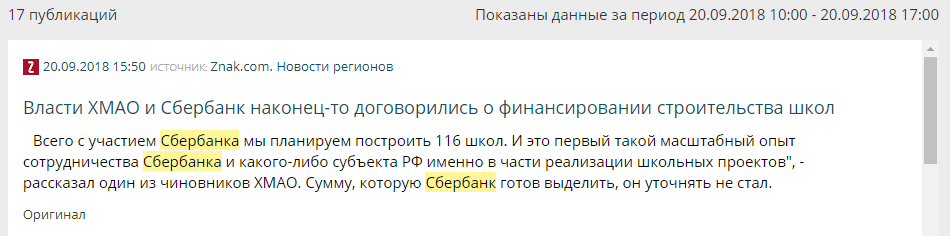 17 публикаций
Показаны данные за период 20.09.2018 10:00 - 20.09.2018 17:00
Z 20.09.2018 15:50 источник: Znak.com. Новости регионов
Власти ХМАО и Сбербанк наконец-то договорились о финансировании строительства школ
Всего с участием Сбербанка мы планируем построить 116 школ. И это первый такой масштабный опыт
сотрудничества Сбербанка и какого-либо субъекта РФ именно в части реализации школьных проектов", -
рассказал один из чиновников ХМАО. Сумму, которую Сбербанк готов выделить, он уточнять не стал.
Оригинал